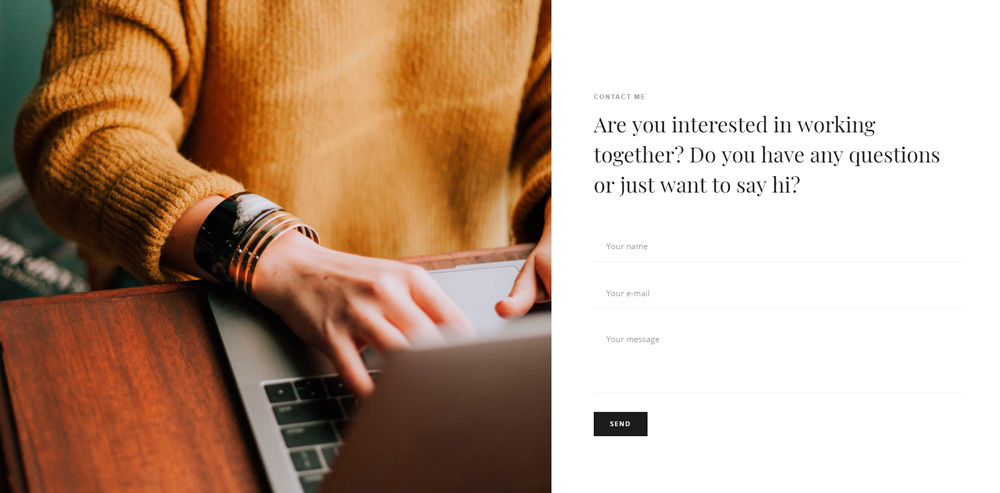 CONTACT ME
Are you interested in working
together? Do you have any questions
or just want to say hi?
Your name
Your e-mail
Your message
SEND